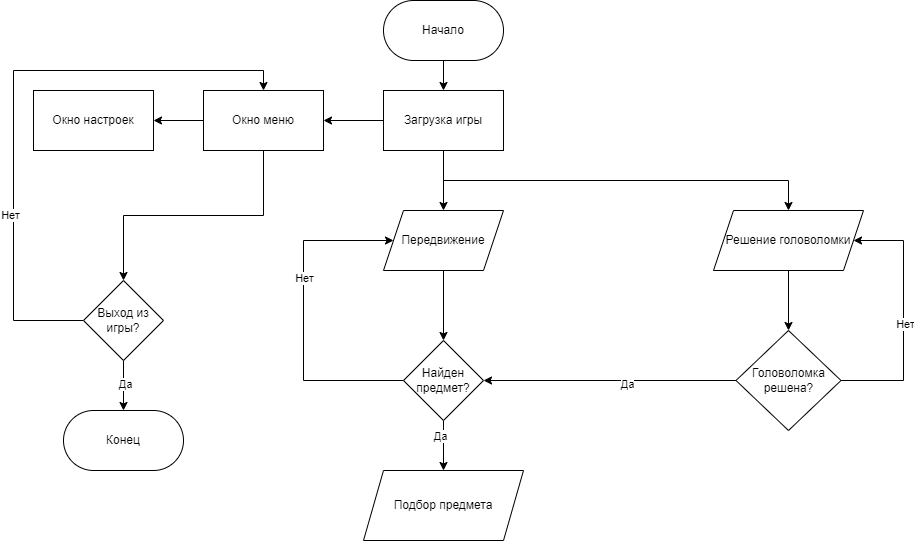 Начало
Окно настроек
Окно меню
Загрузка игры
Нет
Передвижение
Решение головоломки
Нет
Выход из
игры?
Нет
Найден
предмет?
Да
Головоломка
решена?
Да
Конец
Да
Подбор предмета